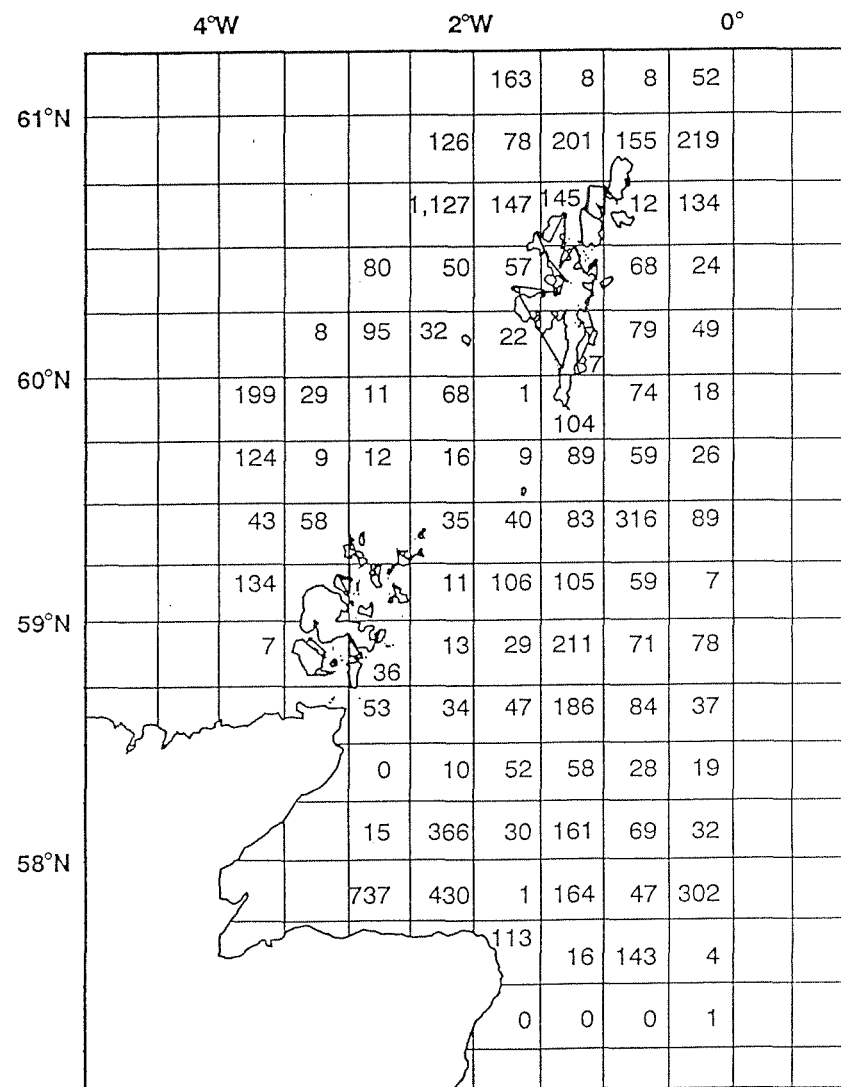 4°W 2°W 0°
163 8 8 52
61°N
126 78 201 155 219
1,127 147 145 12 134
80 50 57 68 24
8 95 32 22 79 49
37
60°N
199 29 11 68 1 74 18
104
124 9 12 16 9 89 59 26
43 58 35 40 83 316 89
134 11 106 105 59 7
59°N
7 13 29 211 71 78
36
53 34 47 186 84 37
0 10 52 58 28 19
15 366 30 161 69 32
58°N
737 430 1 164 47 302
113
16 143 4
0 0 0 1